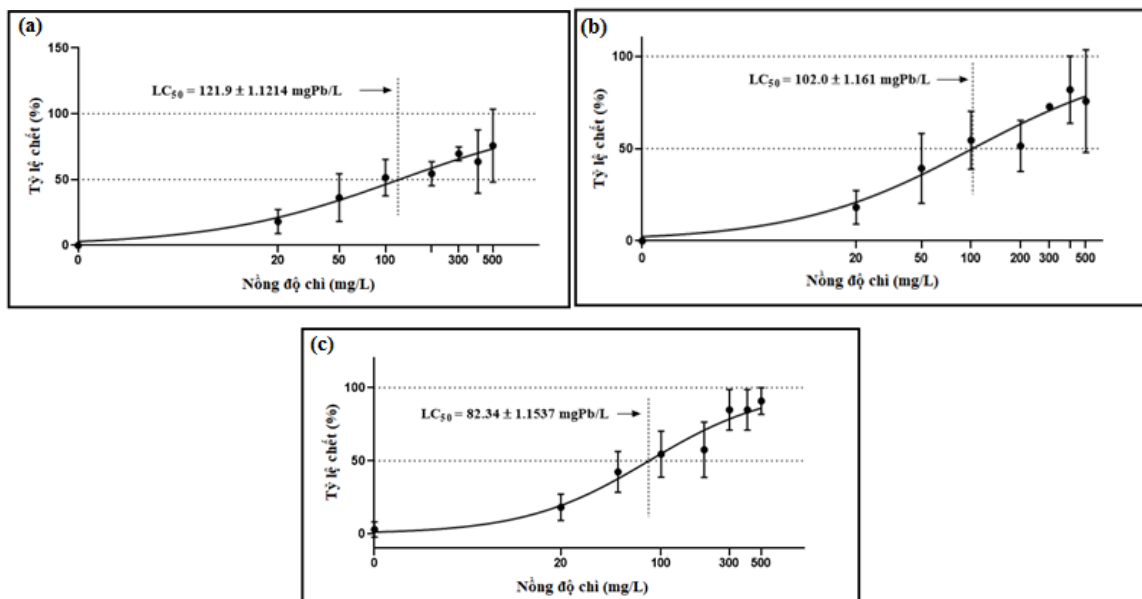 (a)
150
100
50
0
LC50 = 121.9 ± 1.1214 mgPb/L
Tỷ lệ chết (%)
0 20 50 100 300 500
Nồng độ chì (mg/L)
(b)
100
50
0
LC50 = 102.0 ± 1.161 mgPb/L
Tỷ lệ chết (%)
0 20 50 100 200 300 500
Nồng độ chì (mg/L)
(c)
100
50
0
LC50 = 82.34 ± 1.1537 mgPb/L
Tỷ lệ chết (%)
0 20 100 300 500
Nồng độ chì (mg/L)